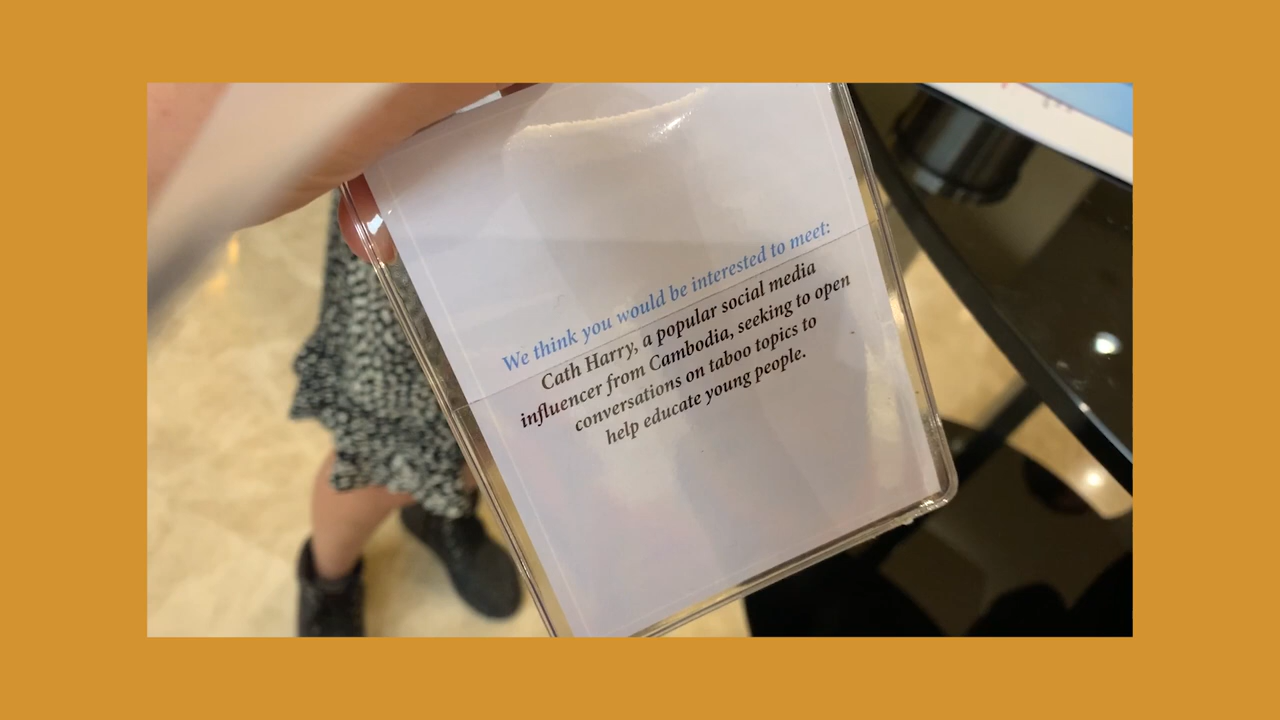 We think you would be interested to meet:
Cath Harry, a popular social media
influencer from Cambodia, seeking to open
conversations on taboo topics to
help educate young people.